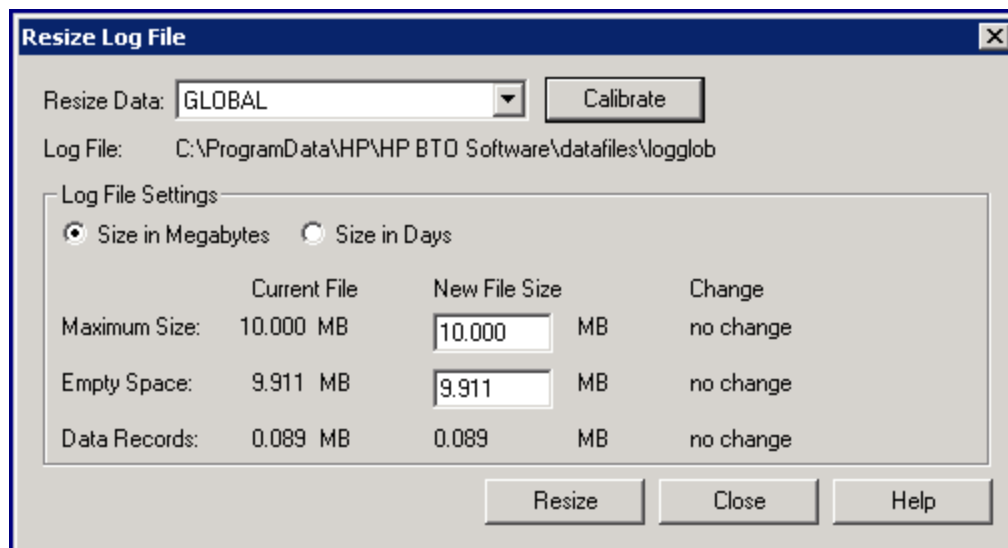 Resize Log File
Resize Data: GLOBAL Calibrate
Log File: C:\ProgramData\HP\HP BTO Software\datafiles\logglob
Log File Settings
Size in Megabytes Size in Days
Current File New File Size Change
Maximum Size: 10.000 MB 10.000 MB no change
Empty Space: 9.911 MB 9.911 MB no change
Data Records: 0.089 MB 0.089 MB no change
Resize Close Help